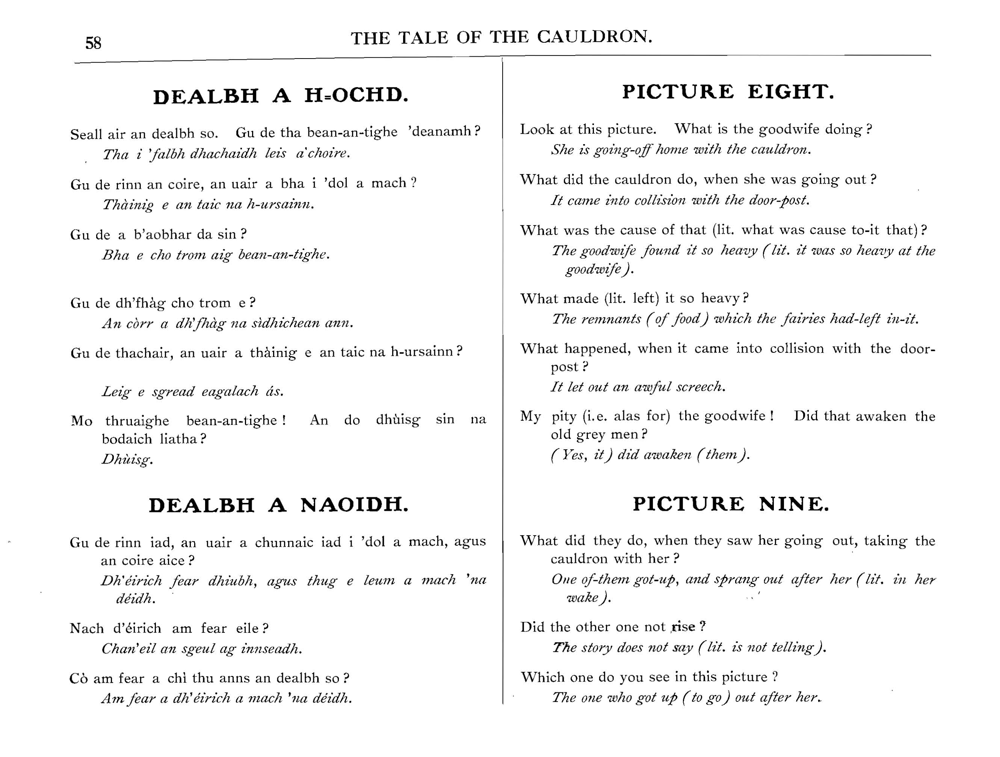 58
THE TALE OF THE CAULDRON.
DEALBH A H=OCHD.
Seall air an dealbh so. Gu de tha bean-an-tighe 'deanamh?
Tha i 'falbh dhachaidh leis a' choire.
Gu de rinn an coire, an uair a bha i 'dol a mach?
Thàinig e an taic na h-ursainn.
Gu de a b'aobhar da sin?
Bha e cho trom aig bean-an-tighe.
Gu de dh'fhàg cho trom e?
An còrr a dh'fhàg na sìdhichean ann.
Gu de thachair, an uair a thàinig e an taic na h-ursainn?
Leig e sgread eagalach ás.
Mo thruaighe bean-an-tighe! An do dhùisg sin na
bodaich liatha?
Dhùisg.
DEALBH A NAOIDH.
Gu de rinn iad, an uair a chunnaic iad i 'dol a mach, agus
an coire aice?
Dh'éirich fear dhiubh, agus thug e leum a mach 'na
déidh.
Nach d'éirich am fear eile?
Chan'eil an sgeul ag innseadh.
Cò am fear a chì thu anns an dealbh so?
Am fear a dh'éirich a mach 'na déidh.
PICTURE EIGHT.
Look at this picture. What is the goodwife doing?
She is going-off home with the cauldron.
What did the cauldron do, when she was going out?
It came into collision with the door-post.
What was the cause of that (lit. what was cause to-it that)?
The goodwife found it so heavy (lit. it was so heavy at the
goodwife).
What made (lit. left) it so heavy?
The remnants (of food) which the fairies had-left in-it.
What happened, when it came into collision with the door-
post?
It let out an awful screech.
My pity (i.e. alas for) the goodwife! Did that awaken the
old grey men?
(Yes, it) did awaken (them).
PICTURE NINE.
What did they do, when they saw her going out, taking the
cauldron with her?
One of-them got-up, and sprang out after her (lit. in her
wake).
Did the other one not rise?
The story does not say (lit. is not telling).
Which one do you see in this picture?
The one who got up (to go) out after her.